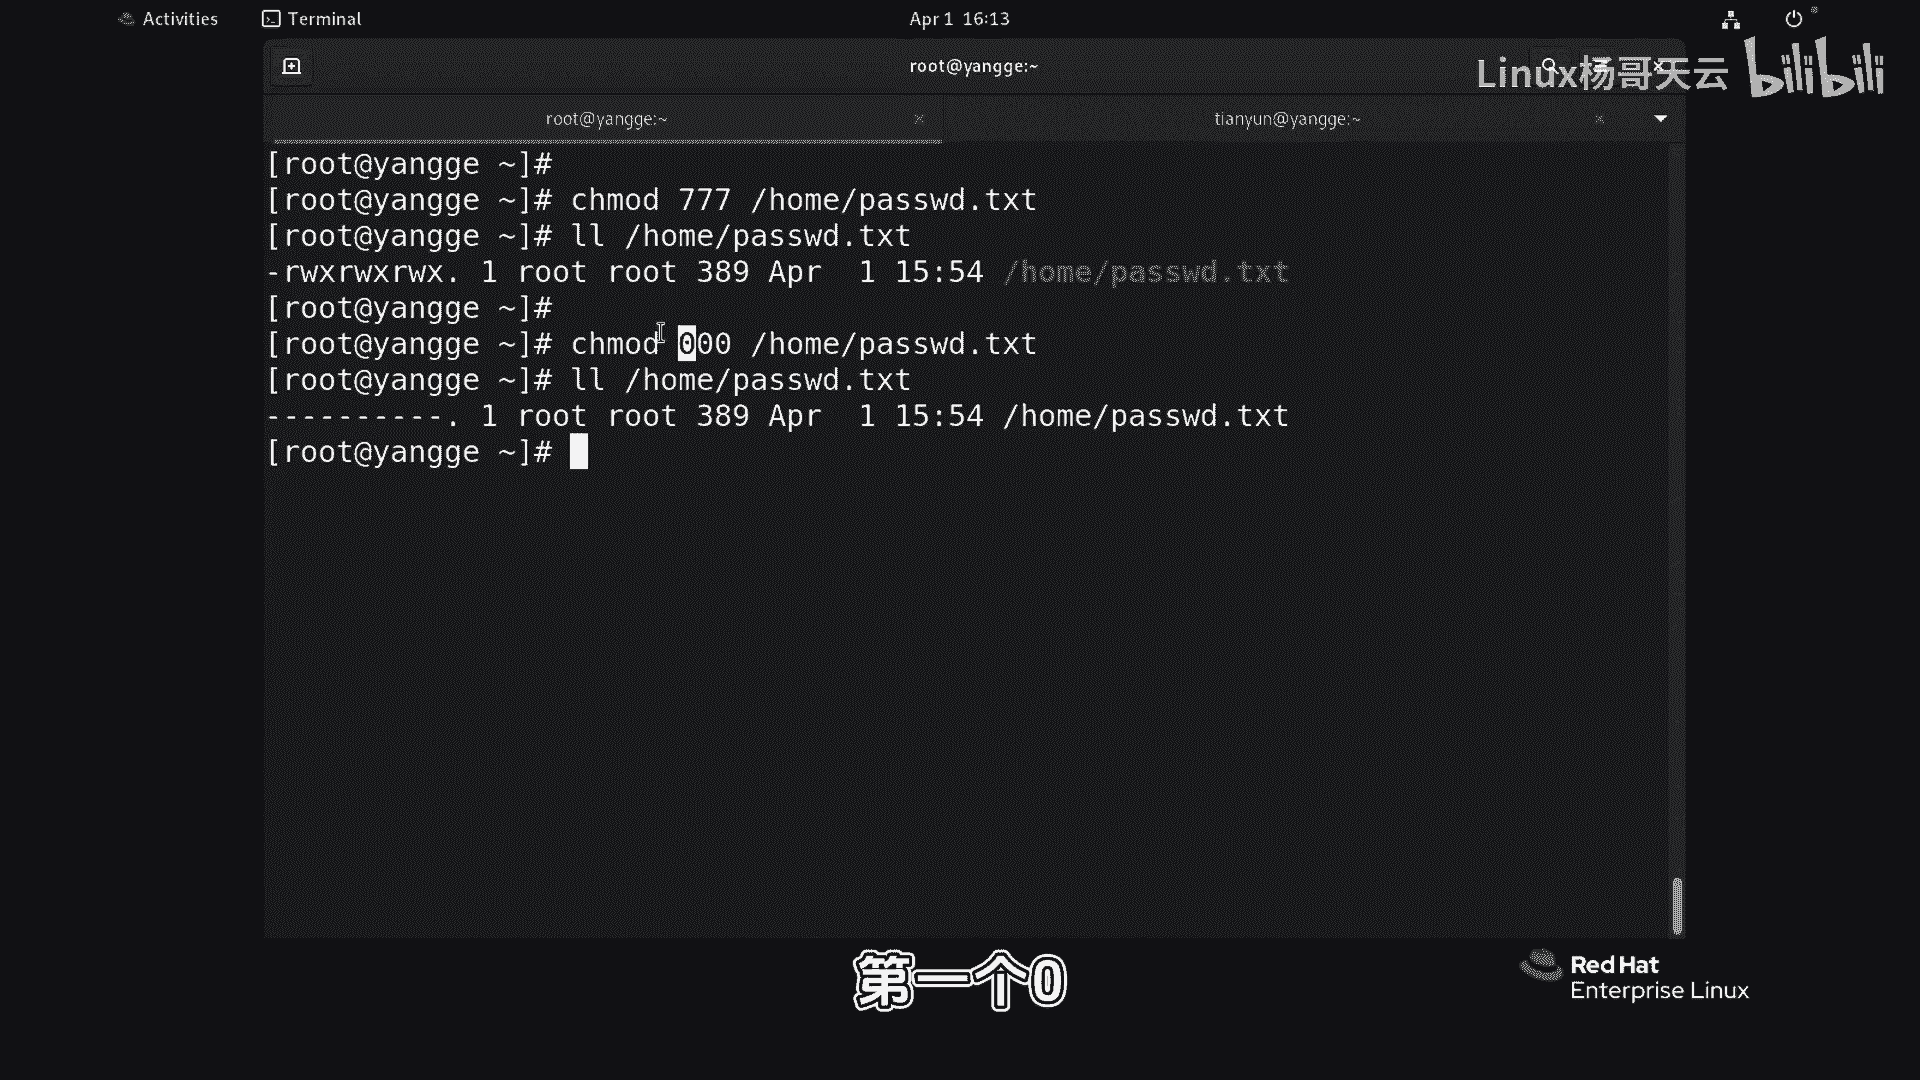 Activities
Terminal
Apr 1 16:13
root@yangge:~
Linux杨哥天云 bilibili
root@yangge:~
tianyun@yangge:~
[root@yangge ~]#
[root@yangge ~]# chmod 777 /home/passwd.txt
[root@yangge ~]# ll /home/passwd.txt
-rwxrwxrwx. 1 root root 389 Apr  1 15:54 /home/passwd.txt
[root@yangge ~]#
[root@yangge ~]# chmod 000 /home/passwd.txt
[root@yangge ~]# ll /home/passwd.txt
----------. 1 root root 389 Apr  1 15:54 /home/passwd.txt
[root@yangge ~]#
第一个0
Red Hat
Enterprise Linux